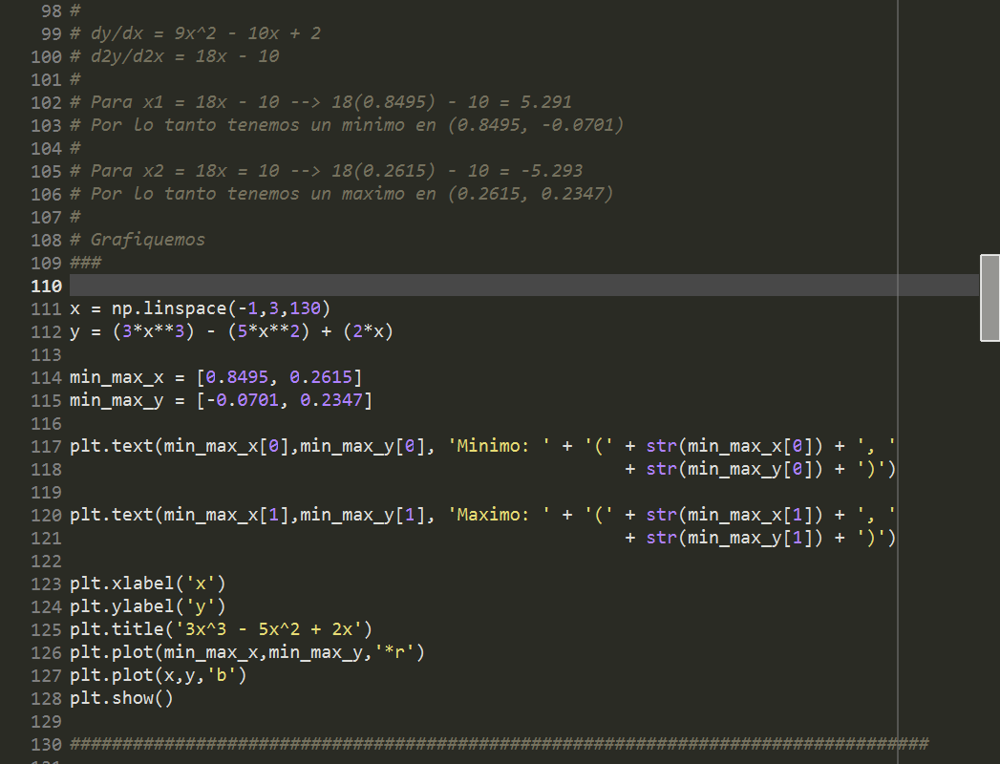 98 #
99 # dy/dx = 9x^2 - 10x + 2
100 # d2y/d2x = 18x - 10
101 #
102 # Para x1 = 18x - 10 --> 18(0.8495) - 10 = 5.291
103 # Por lo tanto tenemos un minimo en (0.8495, -0.0701)
104 #
105 # Para x2 = 18x = 10 --> 18(0.2615) - 10 = -5.293
106 # Por lo tanto tenemos un maximo en (0.2615, 0.2347)
107 #
108 # Grafiquemos
109 ###
110
111 x = np.linspace(-1,3,130)
112 y = (3*x**3) - (5*x**2) + (2*x)
113
114 min_max_x = [0.8495, 0.2615]
115 min_max_y = [-0.0701, 0.2347]
116
117 plt.text(min_max_x[0],min_max_y[0], 'Minimo: ' + '(' + str(min_max_x[0]) + ', '
118                                                      + str(min_max_y[0]) + ')')
119
120 plt.text(min_max_x[1],min_max_y[1], 'Maximo: ' + '(' + str(min_max_x[1]) + ', '
121                                                      + str(min_max_y[1]) + ')')
122
123 plt.xlabel('x')
124 plt.ylabel('y')
125 plt.title('3x^3 - 5x^2 + 2x')
126 plt.plot(min_max_x,min_max_y,'*r')
127 plt.plot(x,y,'b')
128 plt.show()
129
130 ##################################################################################